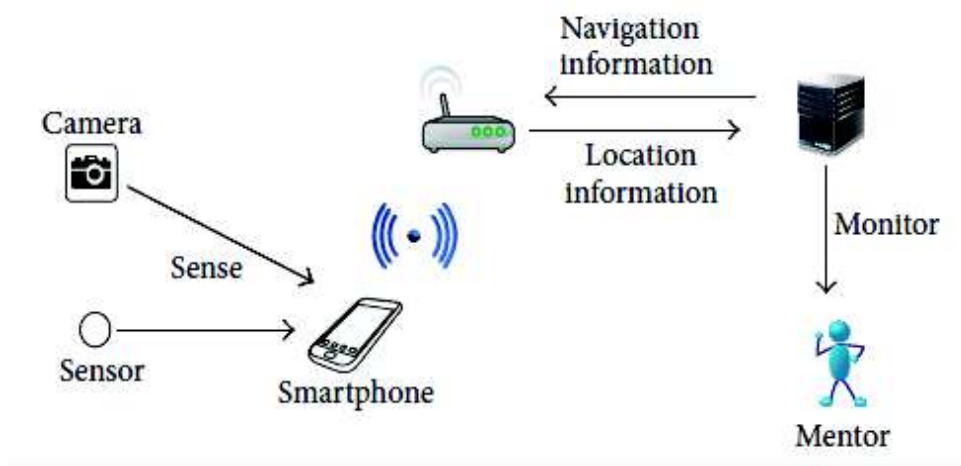 Navigation
information
Camera
Location
information
Monitor
Sense
Sensor
Smartphone
Mentor